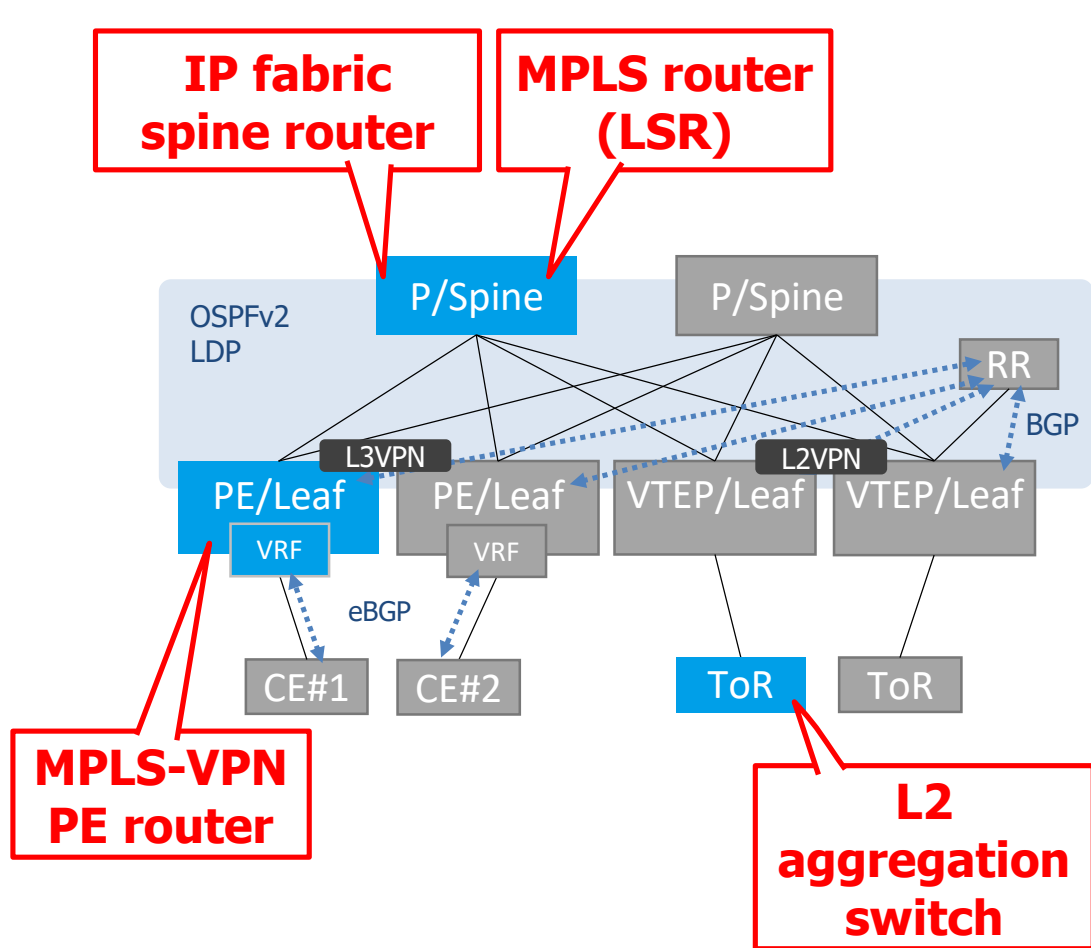 IP fabric
spine router
MPLS router
(LSR)
P/Spine
P/Spine
OSPFv2
LDP
RR
BGP
L3VPN
L2VPN
PE/Leaf
PE/Leaf
VTEP/Leaf
VTEP/Leaf
VRF
VRF
eBGP
CE#1
CE#2
ToR
ToR
MPLS-VPN
PE router
L2
aggregation
switch